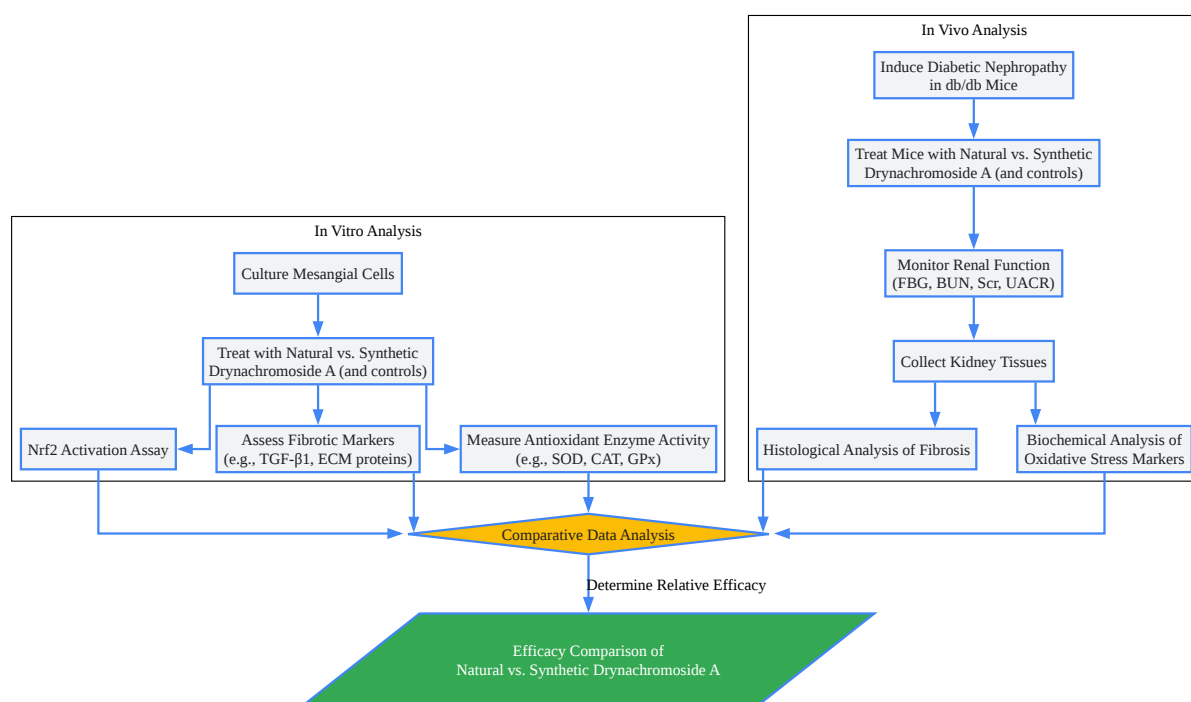 In Vivo Analysis
Induce Diabetic Nephropathy
in db/db Mice
Treat Mice with Natural vs. Synthetic
Drynachromoside A (and controls)
Monitor Renal Function
(FBG, BUN, Scr, UACR)
Collect Kidney Tissues
Histological Analysis of Fibrosis
Biochemical Analysis of
Oxidative Stress Markers
In Vitro Analysis
Culture Mesangial Cells
Treat with Natural vs. Synthetic
Drynachromoside A (and controls)
Nrf2 Activation Assay
Assess Fibrotic Markers
(e.g., TGF-β1, ECM proteins)
Measure Antioxidant Enzyme Activity
(e.g., SOD, CAT, GPx)
Comparative Data Analysis
Determine Relative Efficacy
Efficacy Comparison of
Natural vs. Synthetic Drynachromoside A